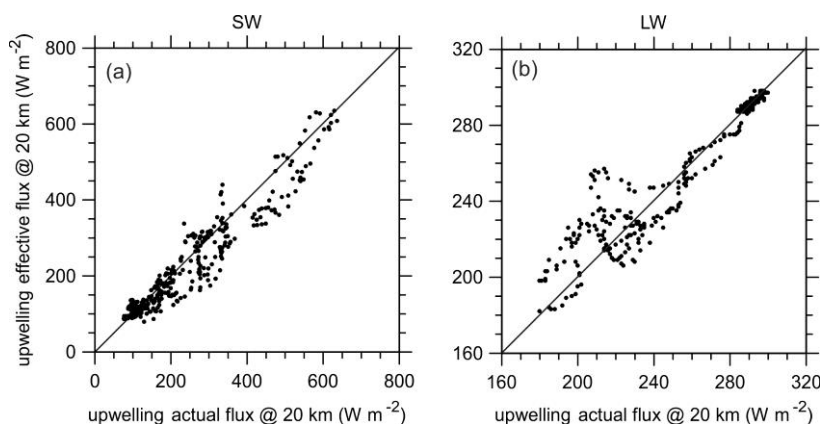 SW
LW
800
600
400
200
0
(a)
upwelling effective flux @ 20 km (W m-2)
0 200 400 600 800
upwelling actual flux @ 20 km (W m-2)
320
280
240
200
160
(b)
160 200 240 280 320
upwelling actual flux @ 20 km (W m-2)